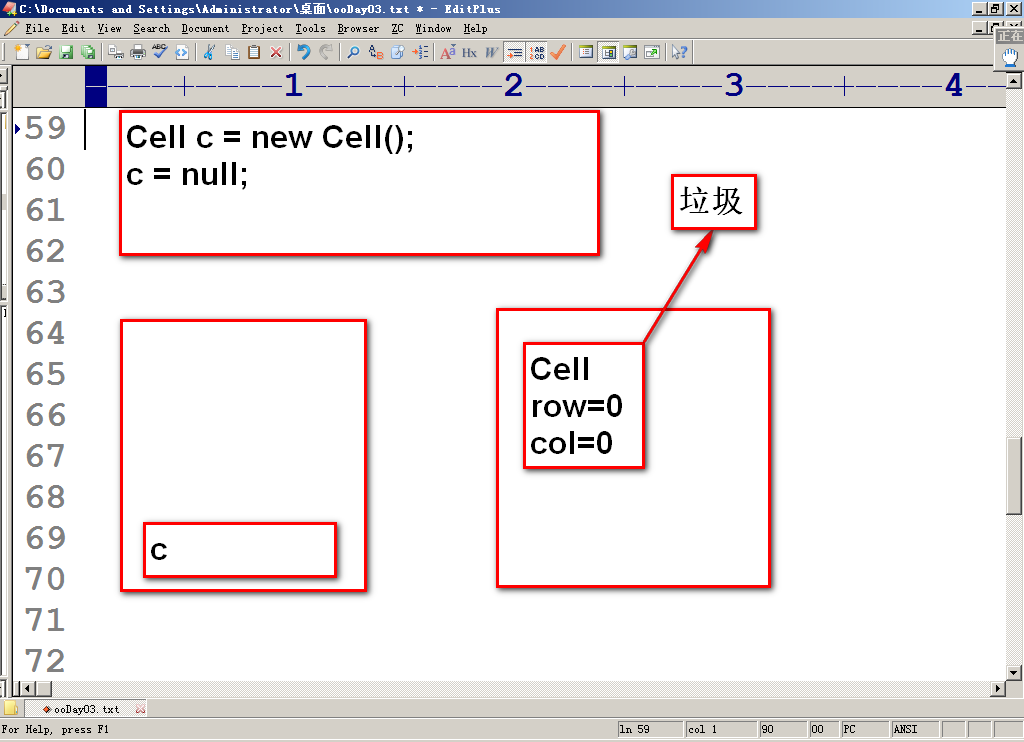 C:\Documents and Settings\Administrator\桌面\ooDay03.txt * - EditPlus
File Edit View Search Document Project Tools Browser ZC Window Help
正在
1 2 3 4
59
60
61
62
63
64
65
66
67
68
69
70
71
72
Cell c = new Cell();
c = null;
垃圾
Cell
row=0
col=0
c
ooDay03.txt
For Help, press F1
ln 59
col 1
90
00
PC
ANSI